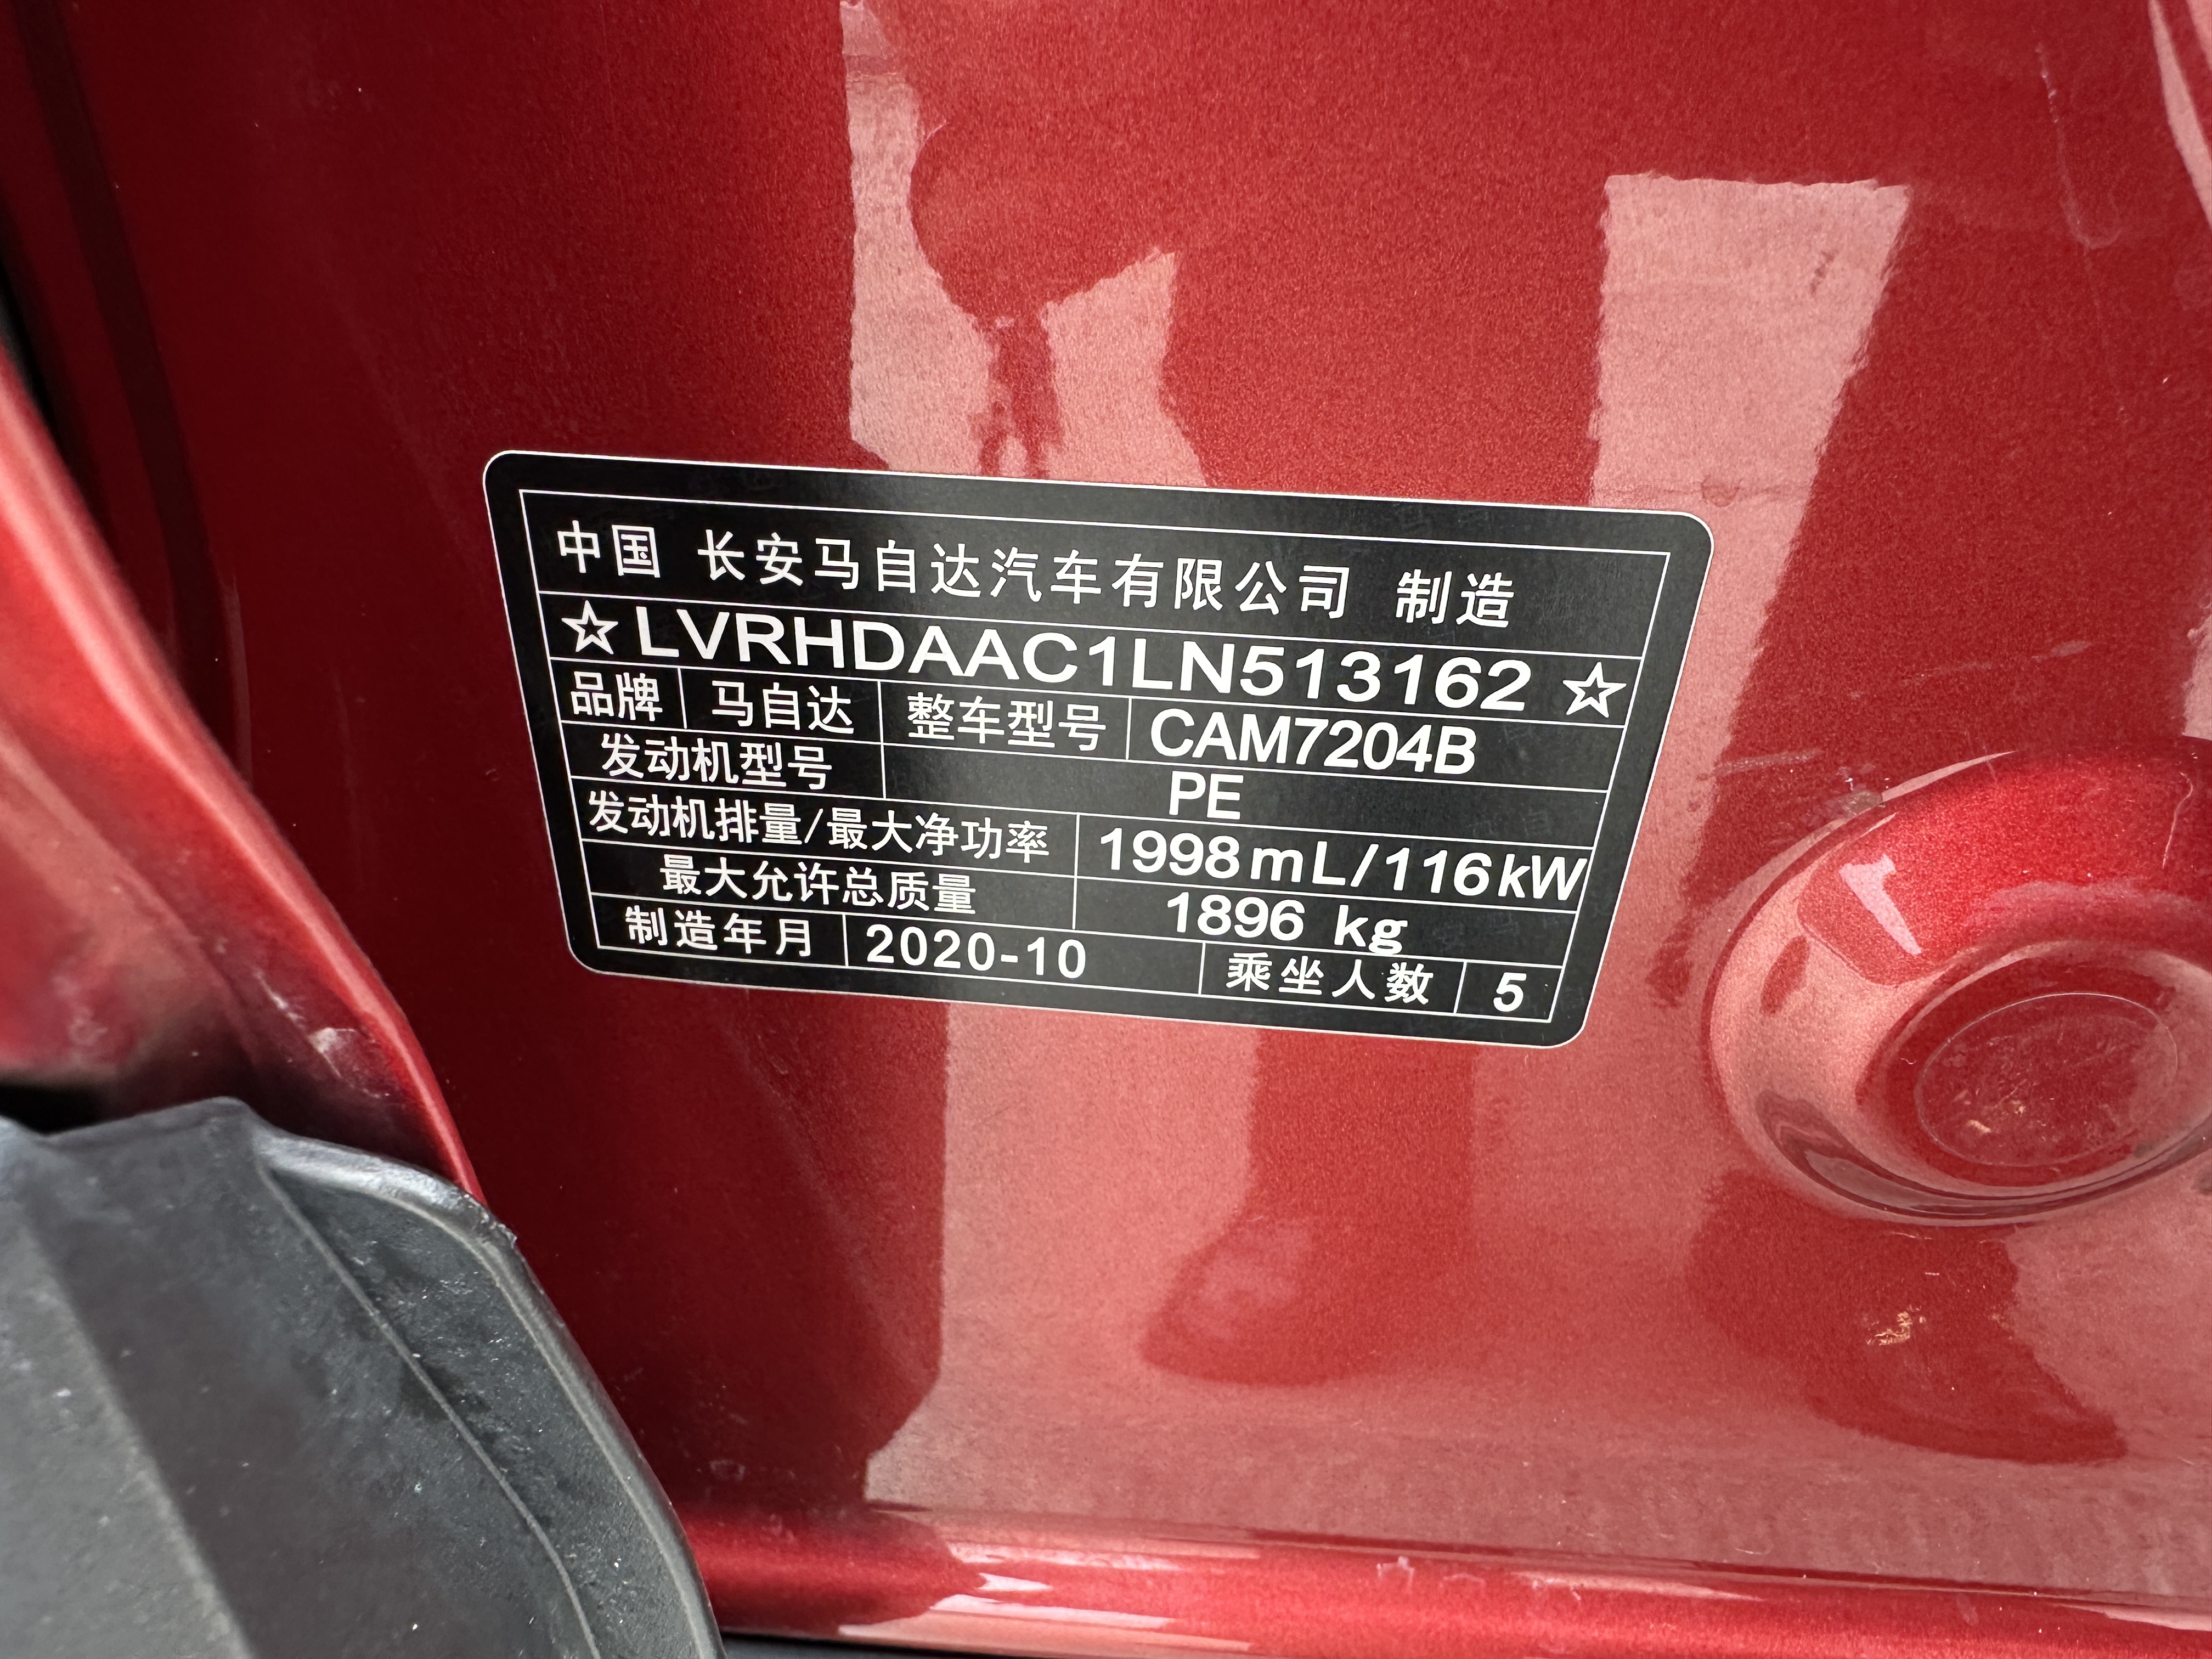 中国 长安马自达汽车有限公司 制造
☆LVRHDAAC1LN513162☆
品牌 马自达 整车型号 CAM7204B
发动机型号 PE
发动机排量/最大净功率 1998mL/116kW
最大允许总质量 1896 kg
制造年月 2020-10 乘坐人数 5